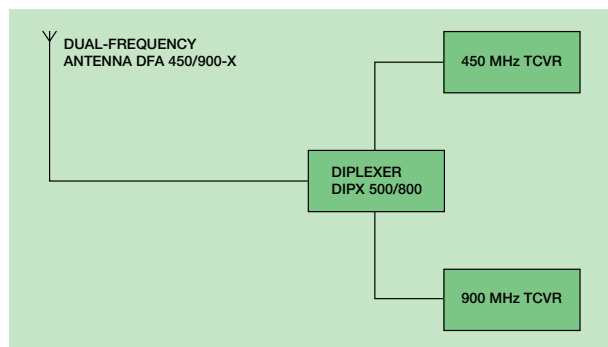 DUAL-FREQUENCY
ANTENNA DFA 450/900-X
450 MHz TCVR
DIPLEXER
DIPX 500/800
900 MHz TCVR